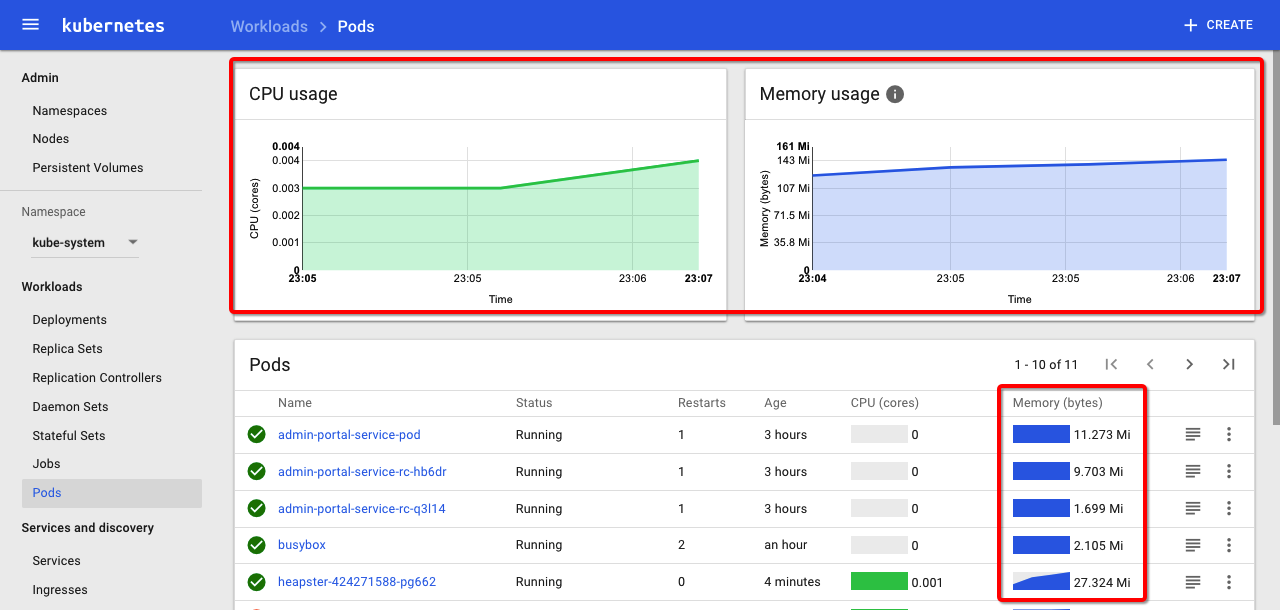 kubernetes
Workloads > Pods
+ CREATE
Admin
Namespaces
Nodes
Persistent Volumes
Namespace
kube-system
Workloads
Deployments
Replica Sets
Replication Controllers
Daemon Sets
Stateful Sets
Jobs
Pods
Services and discovery
Services
Ingresses
CPU usage
CPU (cores)
0.004
0.004
0.003
0.002
0.001
0
23:05
23:05
23:06
23:07
Time
Memory usage
Memory (bytes)
161 Mi
143 Mi
107 Mi
71.5 Mi
35.8 Mi
0
23:04
23:05
23:05
23:06
23:07
Time
Pods
1 - 10 of 11
Name Status Restarts Age CPU (cores) Memory (bytes)
admin-portal-service-pod Running 1 3 hours 0 11.273 Mi
admin-portal-service-rc-hb6dr Running 1 3 hours 0 9.703 Mi
admin-portal-service-rc-q3l14 Running 1 3 hours 0 1.699 Mi
busybox Running 2 an hour 0 2.105 Mi
heapster-424271588-pg662 Running 0 4 minutes 0.001 27.324 Mi